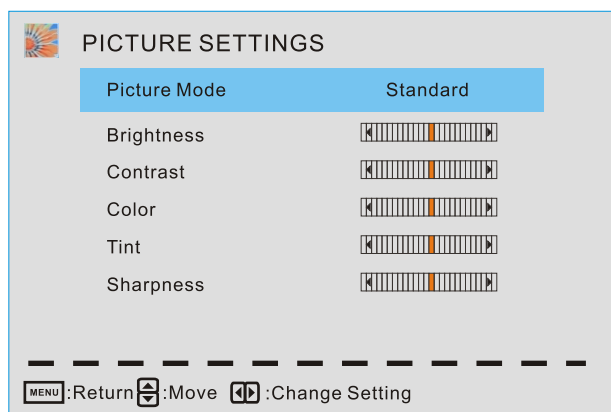 PICTURE SETTINGS
Picture Mode Standard
Brightness
Contrast
Color
Tint
Sharpness
MENU :Return :Move :Change Setting